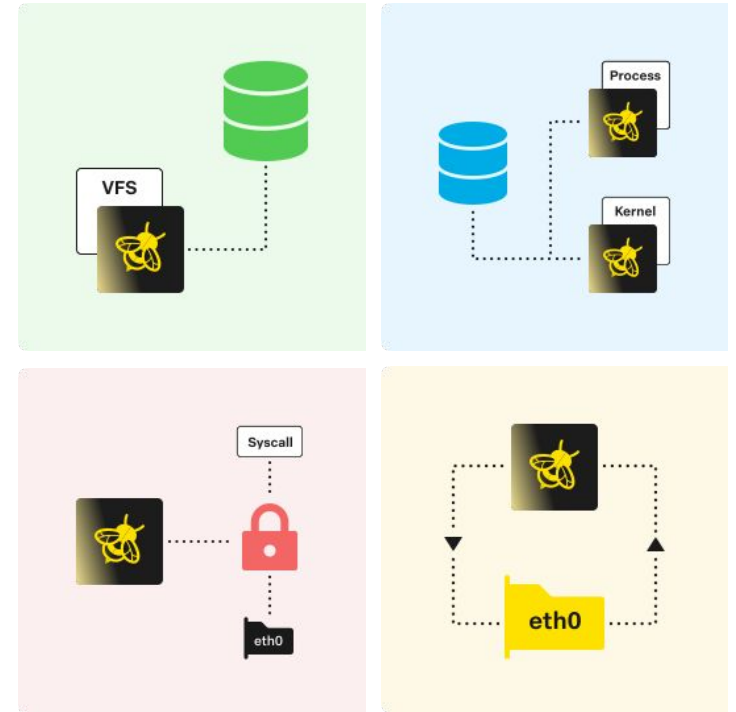 VFS
Process
Kernel
Syscall
eth0
eth0